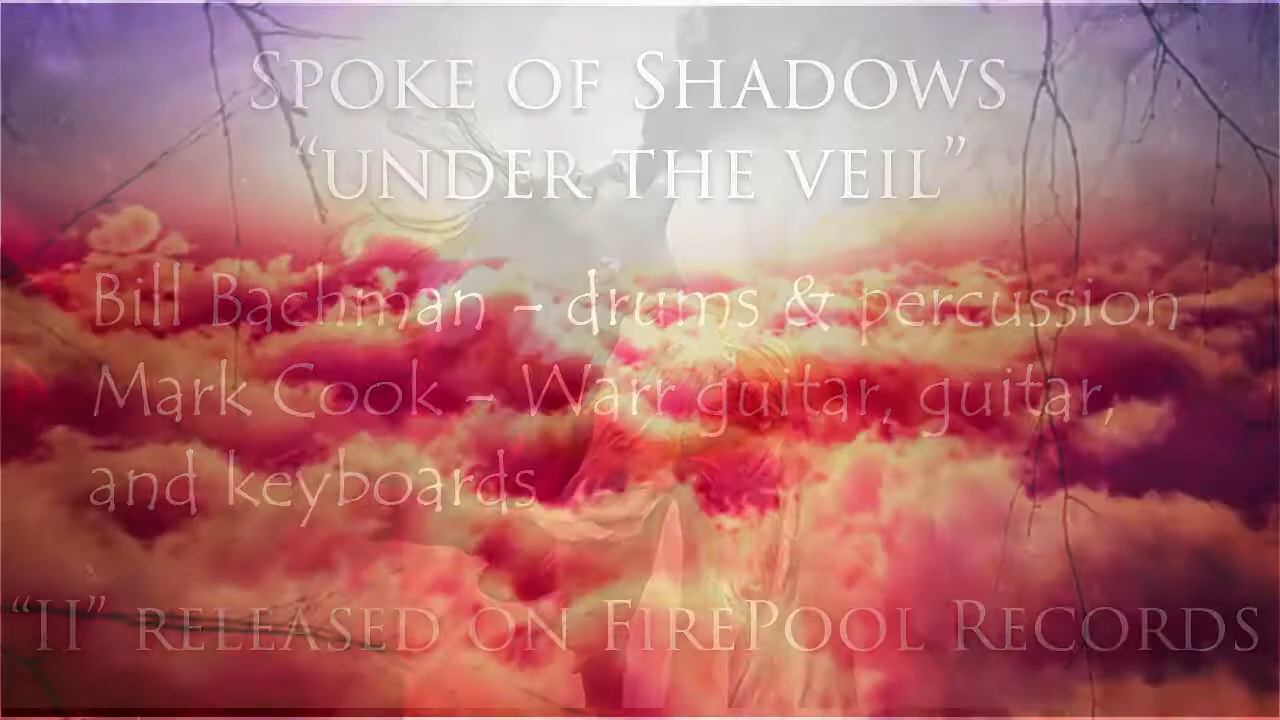 Spoke of Shadows
“under the veil”
Bill Bachman - drums & percussion
Mark Cook - Warr guitar, guitar,
and keyboards
“II” released on FirePool Records